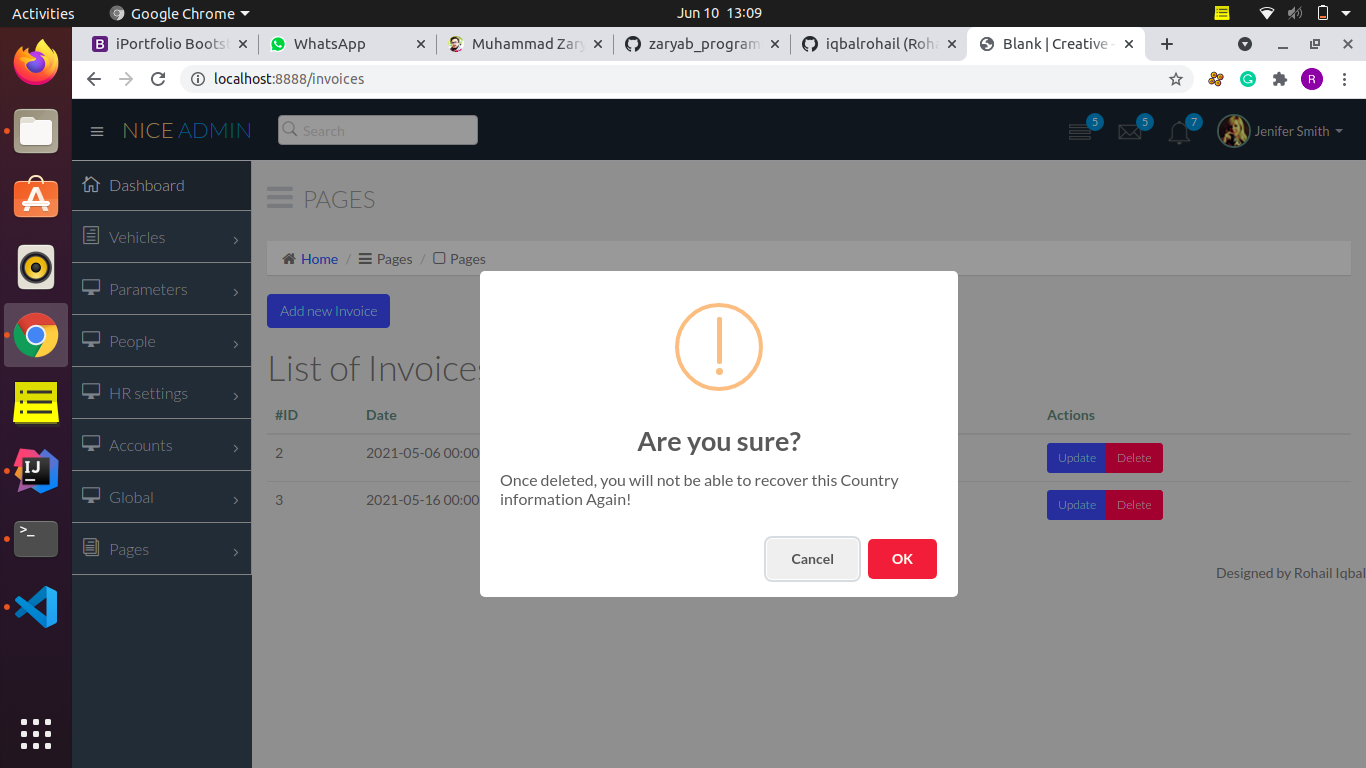 Activities Google Chrome Jun 10 13:09
iPortfolio Boots WhatsApp Muhammad Zary zaryab_program iqbalrohail (Roha Blank | Creative -
localhost:8888/invoices R
NICE ADMIN Search 5 5 7 Jenifer Smith
Dashboard
PAGES
Vehicles
Home / Pages / Pages
Parameters
Add new Invoice
People
List of Invoices
HR settings
#ID Date Actions
Accounts
2 2021-05-06 00:00 Update Delete
Global
3 2021-05-16 00:00 Update Delete
Pages
Are you sure?
Once deleted, you will not be able to recover this Country
information Again!
Cancel OK
Designed by Rohail Iqbal
IJ
>_